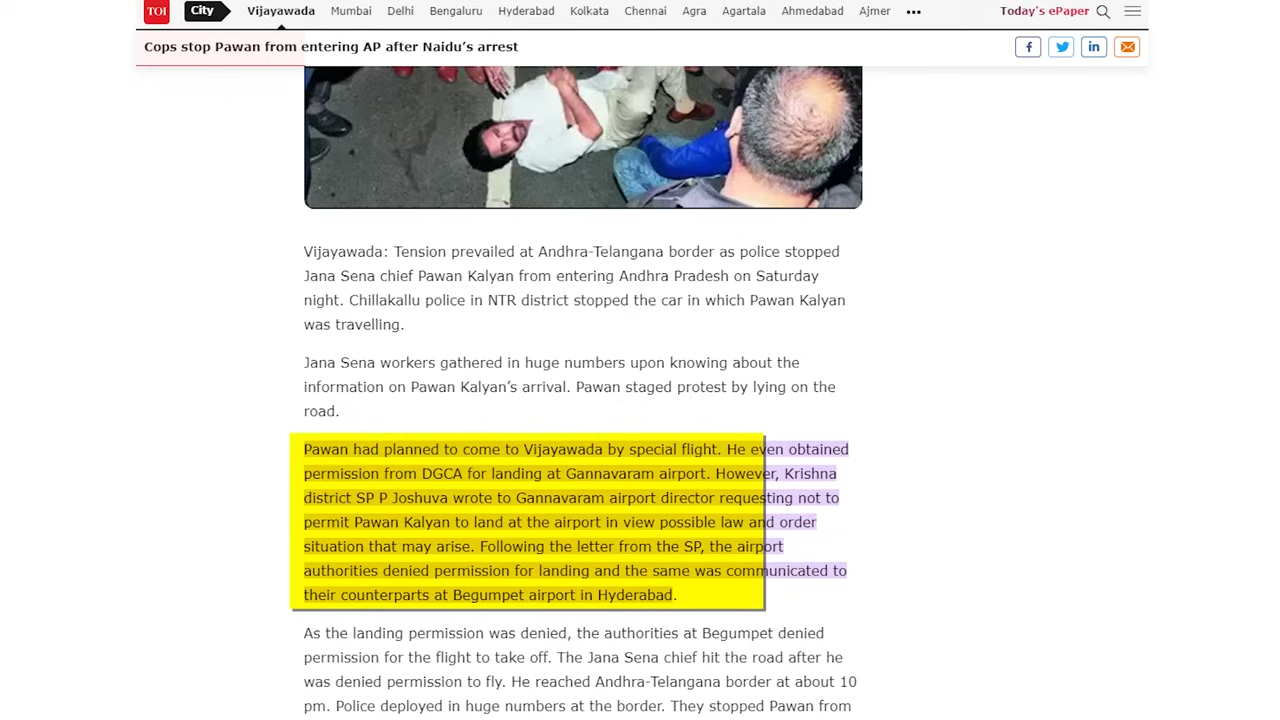 TOI City Vijayawada Mumbai Delhi Bengaluru Hyderabad Kolkata Chennai Agra Agartala Ahmedabad Ajmer ••• Today's ePaper
Cops stop Pawan from entering AP after Naidu's arrest
Vijayawada: Tension prevailed at Andhra-Telangana border as police stopped
Jana Sena chief Pawan Kalyan from entering Andhra Pradesh on Saturday
night. Chillakallu police in NTR district stopped the car in which Pawan Kalyan
was travelling.
Jana Sena workers gathered in huge numbers upon knowing about the
information on Pawan Kalyan's arrival. Pawan staged protest by lying on the
road.
Pawan had planned to come to Vijayawada by special flight. He even obtained
permission from DGCA for landing at Gannavaram airport. However, Krishna
district SP P Joshuva wrote to Gannavaram airport director requesting not to
permit Pawan Kalyan to land at the airport in view possible law and order
situation that may arise. Following the letter from the SP, the airport
authorities denied permission for landing and the same was communicated to
their counterparts at Begumpet airport in Hyderabad.
As the landing permission was denied, the authorities at Begumpet denied
permission for the flight to take off. The Jana Sena chief hit the road after he
was denied permission to fly. He reached Andhra-Telangana border at about 10
pm. Police deployed in huge numbers at the border. They stopped Pawan from